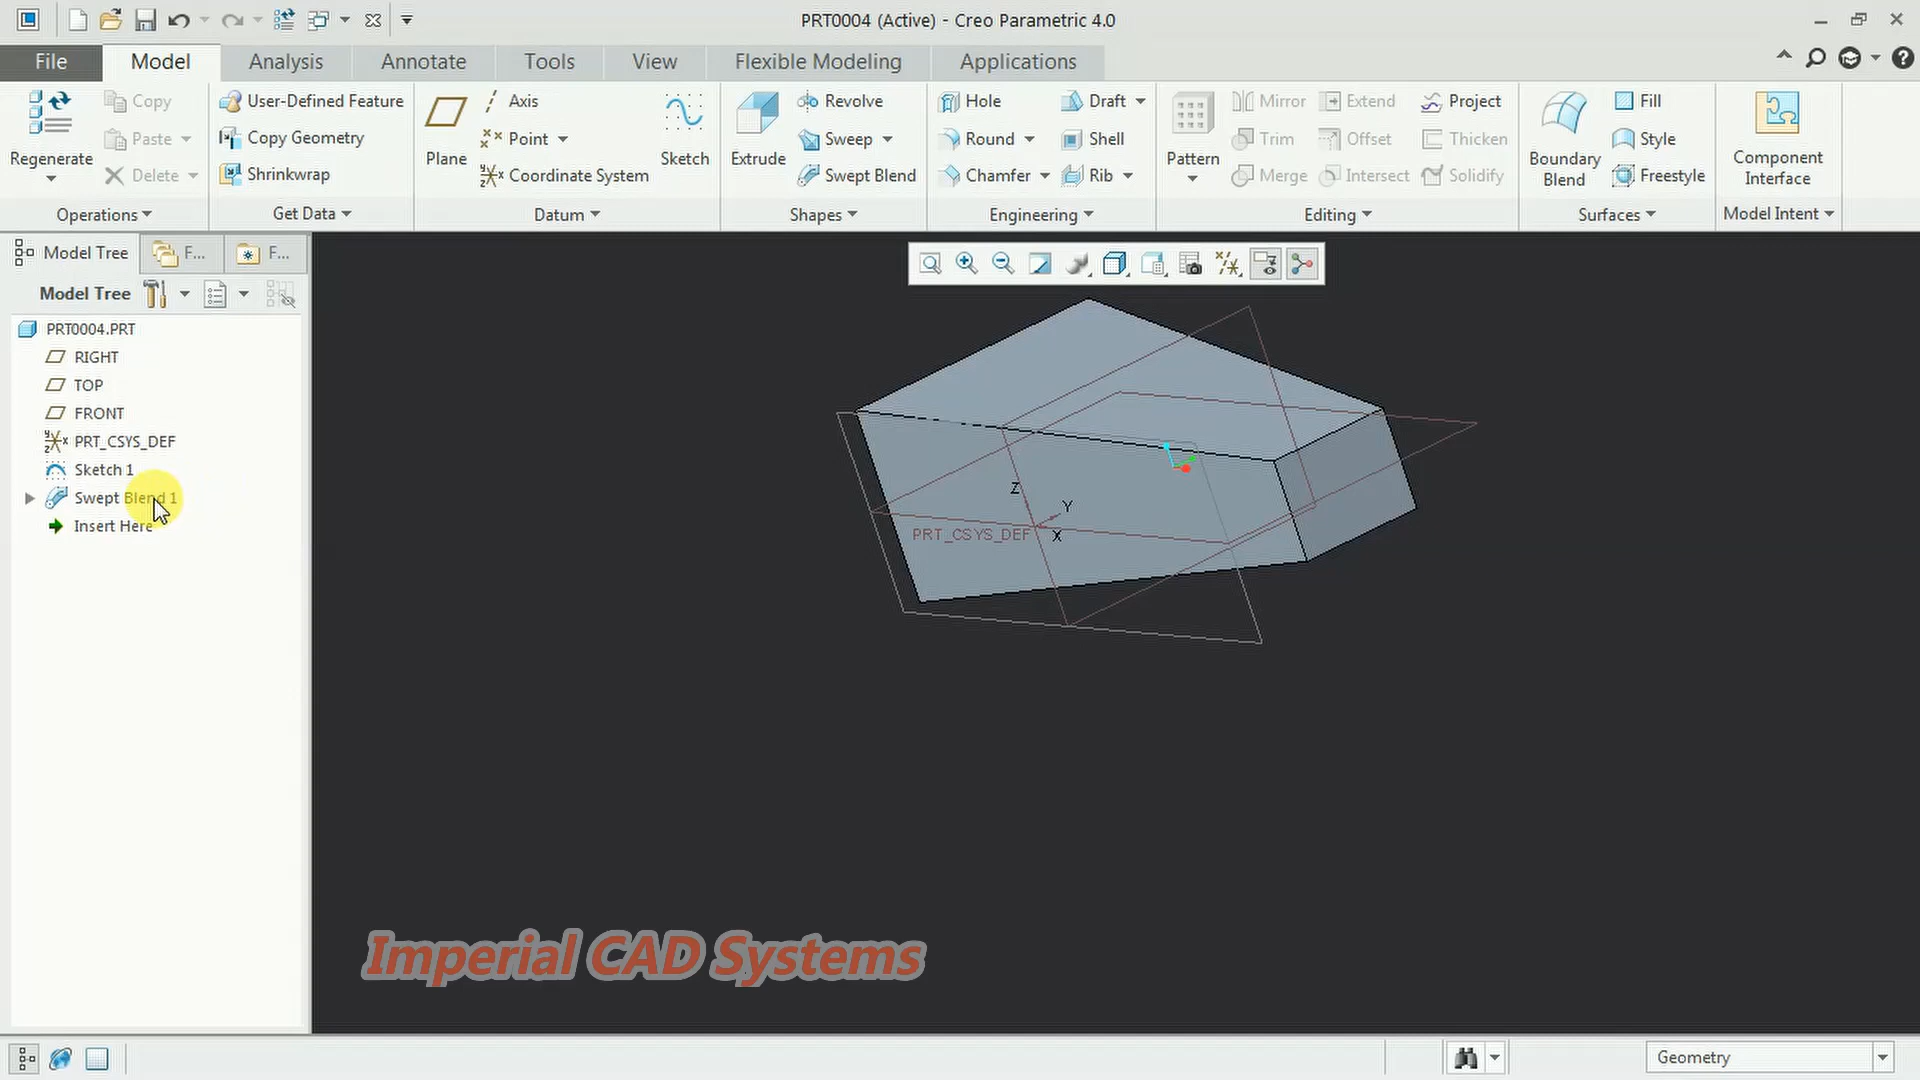 PRT0004 (Active) - Creo Parametric 4.0
File Model Analysis Annotate Tools View Flexible Modeling Applications
Regenerate
Copy
Paste
Delete
Operations
User-Defined Feature
Copy Geometry
Shrinkwrap
Get Data
Plane
Axis
Point
Coordinate System
Sketch
Datum
Extrude
Revolve
Sweep
Swept Blend
Shapes
Hole
Round
Chamfer
Draft
Shell
Rib
Engineering
Pattern
Mirror
Trim
Merge
Extend
Offset
Intersect
Project
Thicken
Solidify
Editing
Boundary
Blend
Fill
Style
Freestyle
Surfaces
Component
Interface
Model Intent
Model Tree F... F...
Model Tree
PRT0004.PRT
RIGHT
TOP
FRONT
PRT_CSYS_DEF
Sketch 1
Swept Blend 1
Insert Here
Z
Y
PRT_CSYS_DEF X
Imperial CAD Systems
Geometry